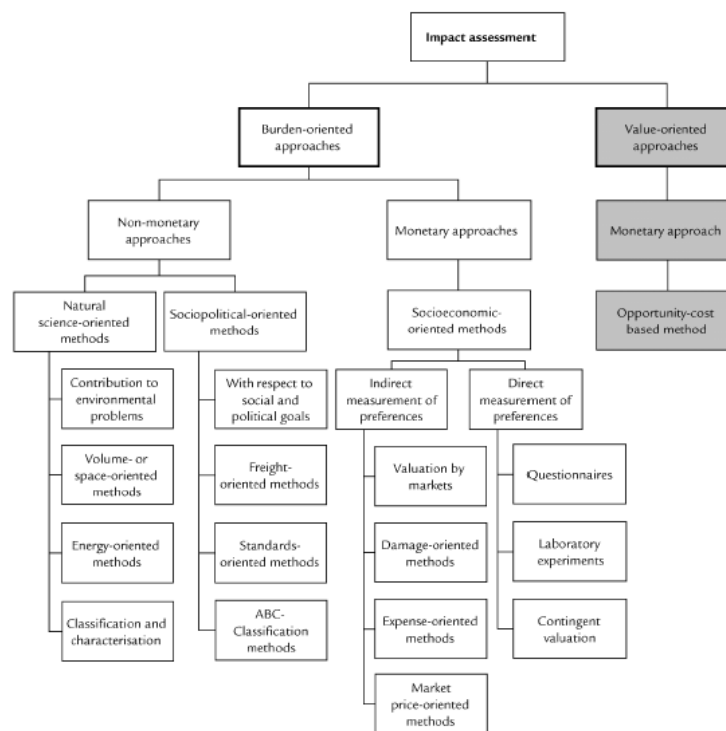 Impact assessment
Burden-oriented
approaches
Value-oriented
approaches
Non-monetary
approaches
Monetary approaches
Monetary approach
Natural
science-oriented
methods
Sociopolitical-oriented
methods
Socioeconomic-
oriented methods
Opportunity-cost
based method
Contribution to
environmental
problems
With respect to
social and
political goals
Indirect
measurement of
preferences
Direct
measurement of
preferences
Volume- or
space-oriented
methods
Freight-
oriented methods
Valuation by
markets
Questionnaires
Energy-oriented
methods
Standards-
oriented methods
Damage-oriented
methods
Laboratory
experiments
Classification and
characterisation
ABC-
Classification
methods
Expense-oriented
methods
Contingent
valuation
Market
price-oriented
methods